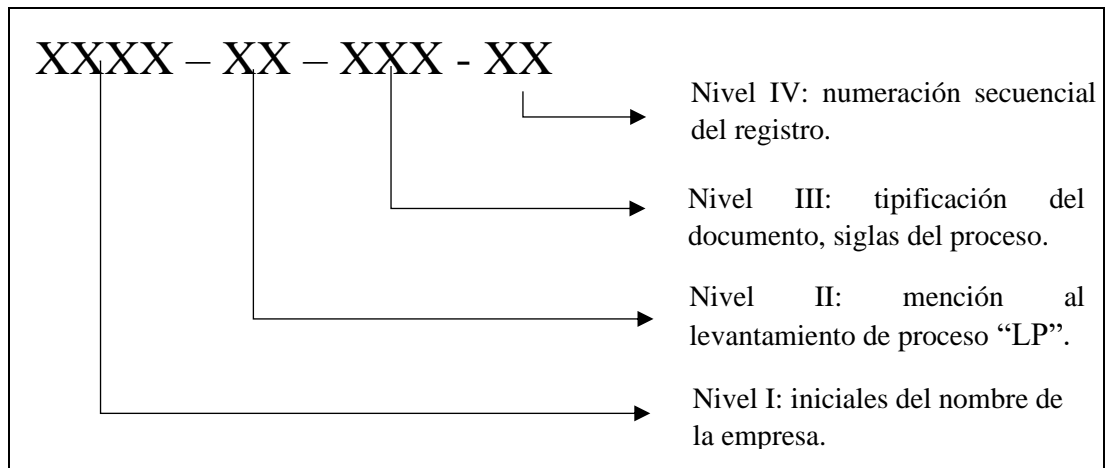 XXXX – XX – XXX - XX
Nivel IV: numeración secuencial
del registro.
Nivel III: tipificación del
documento, siglas del proceso.
Nivel II: mención al
levantamiento de proceso “LP”.
Nivel I: iniciales del nombre de
la empresa.